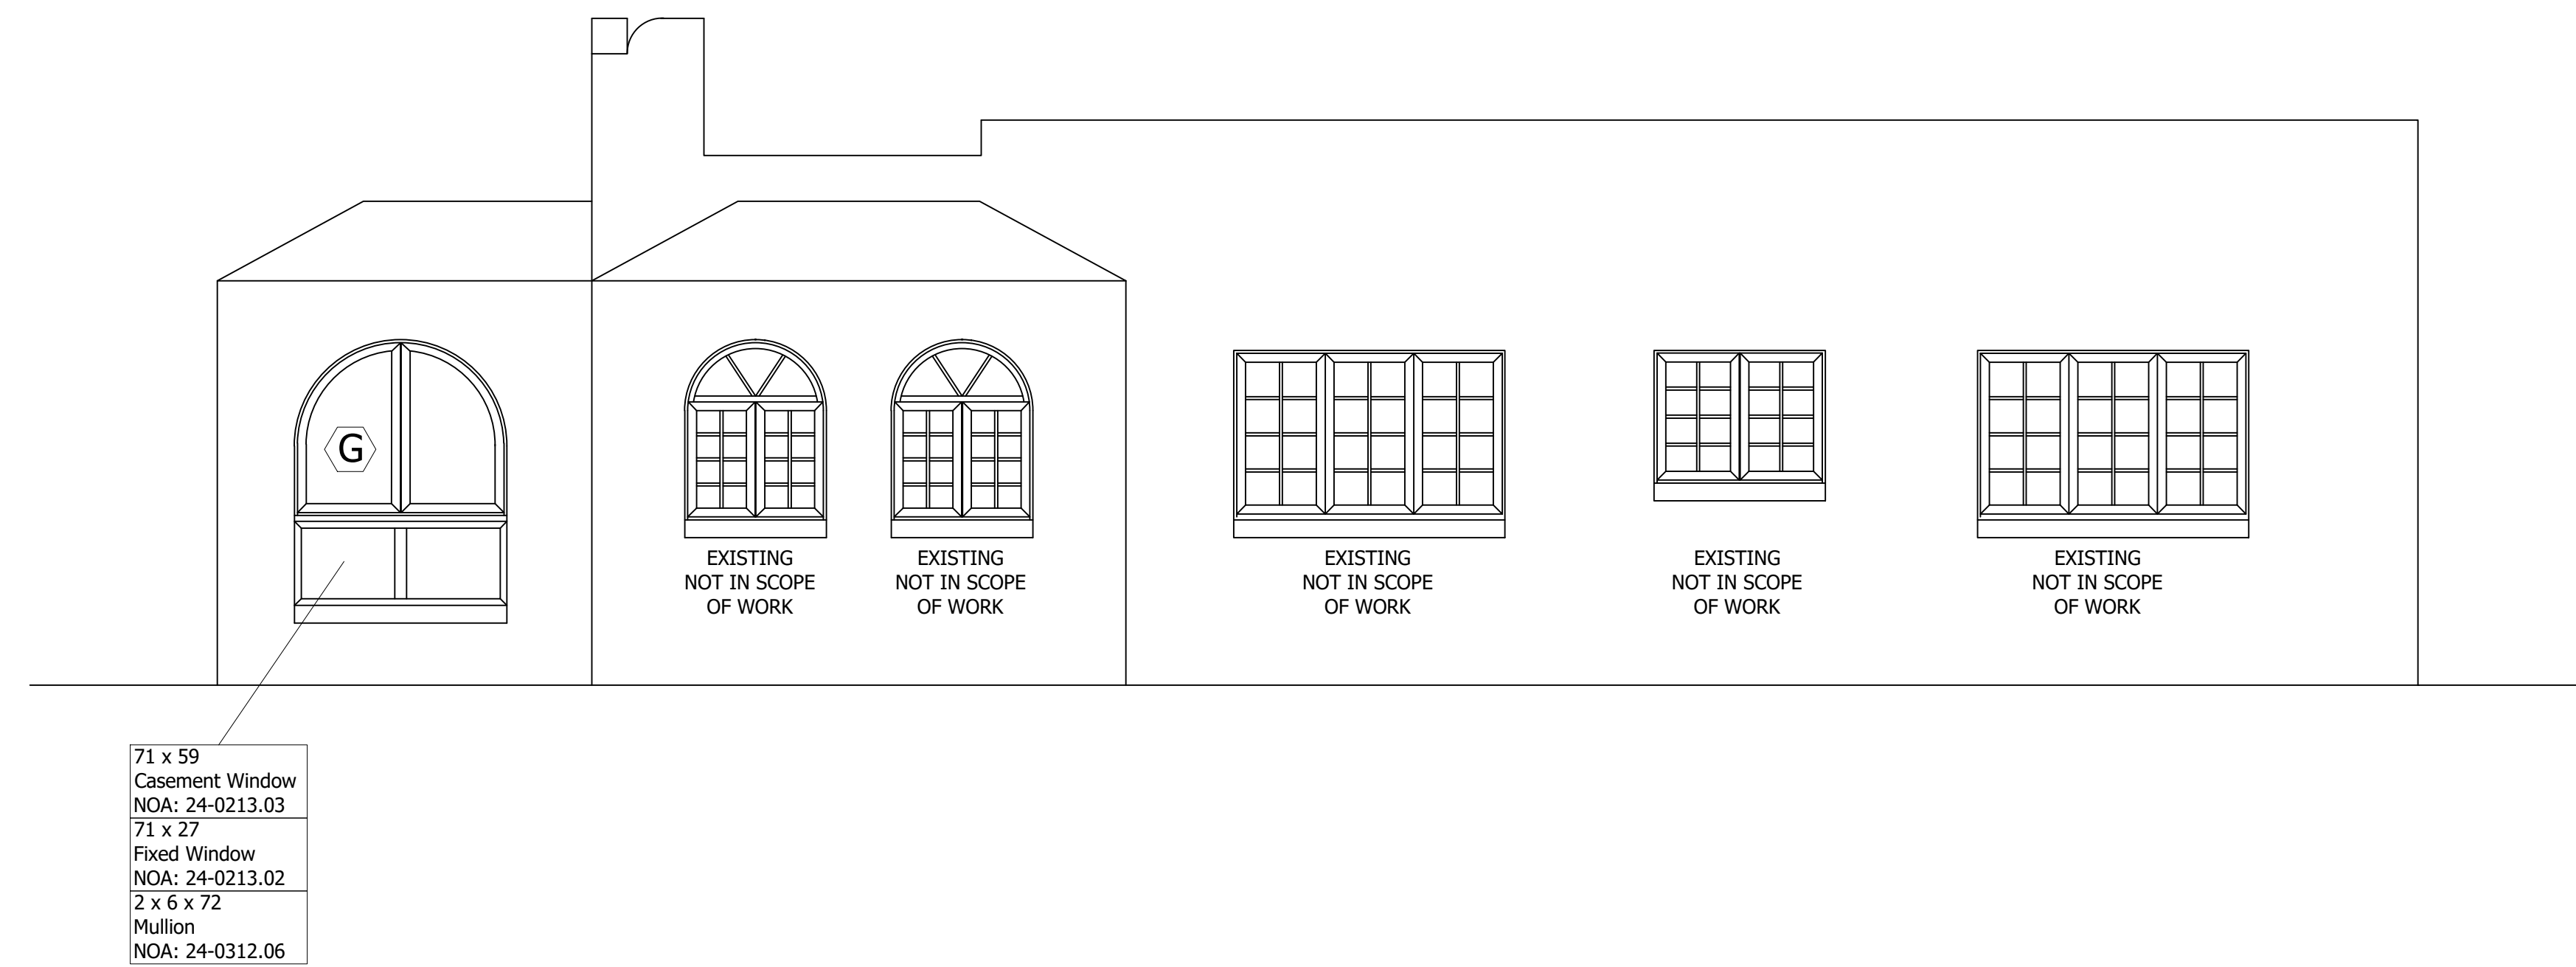 G
EXISTING
NOT IN SCOPE
OF WORK
EXISTING
NOT IN SCOPE
OF WORK
EXISTING
NOT IN SCOPE
OF WORK
EXISTING
NOT IN SCOPE
OF WORK
EXISTING
NOT IN SCOPE
OF WORK
71 x 59
Casement Window
NOA: 24-0213.03
71 x 27
Fixed Window
NOA: 24-0213.02
2 x 6 x 72
Mullion
NOA: 24-0312.06